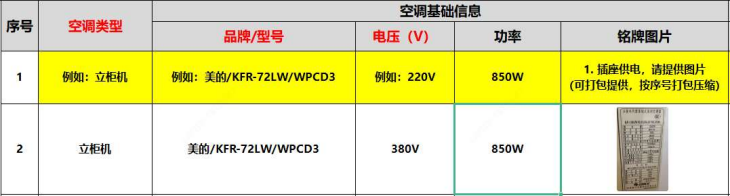 序号
空调类型
空调基础信息
品牌/型号
电压（V）
功率
铭牌图片
1
例如：立柜机
例如：美的/KFR-72LW/WPCD3
例如：220V
850W
1. 插座供电，请提供图片
(可打包提供，按序号打包压缩)
2
立柜机
美的/KFR-72LW/WPCD3
380V
850W